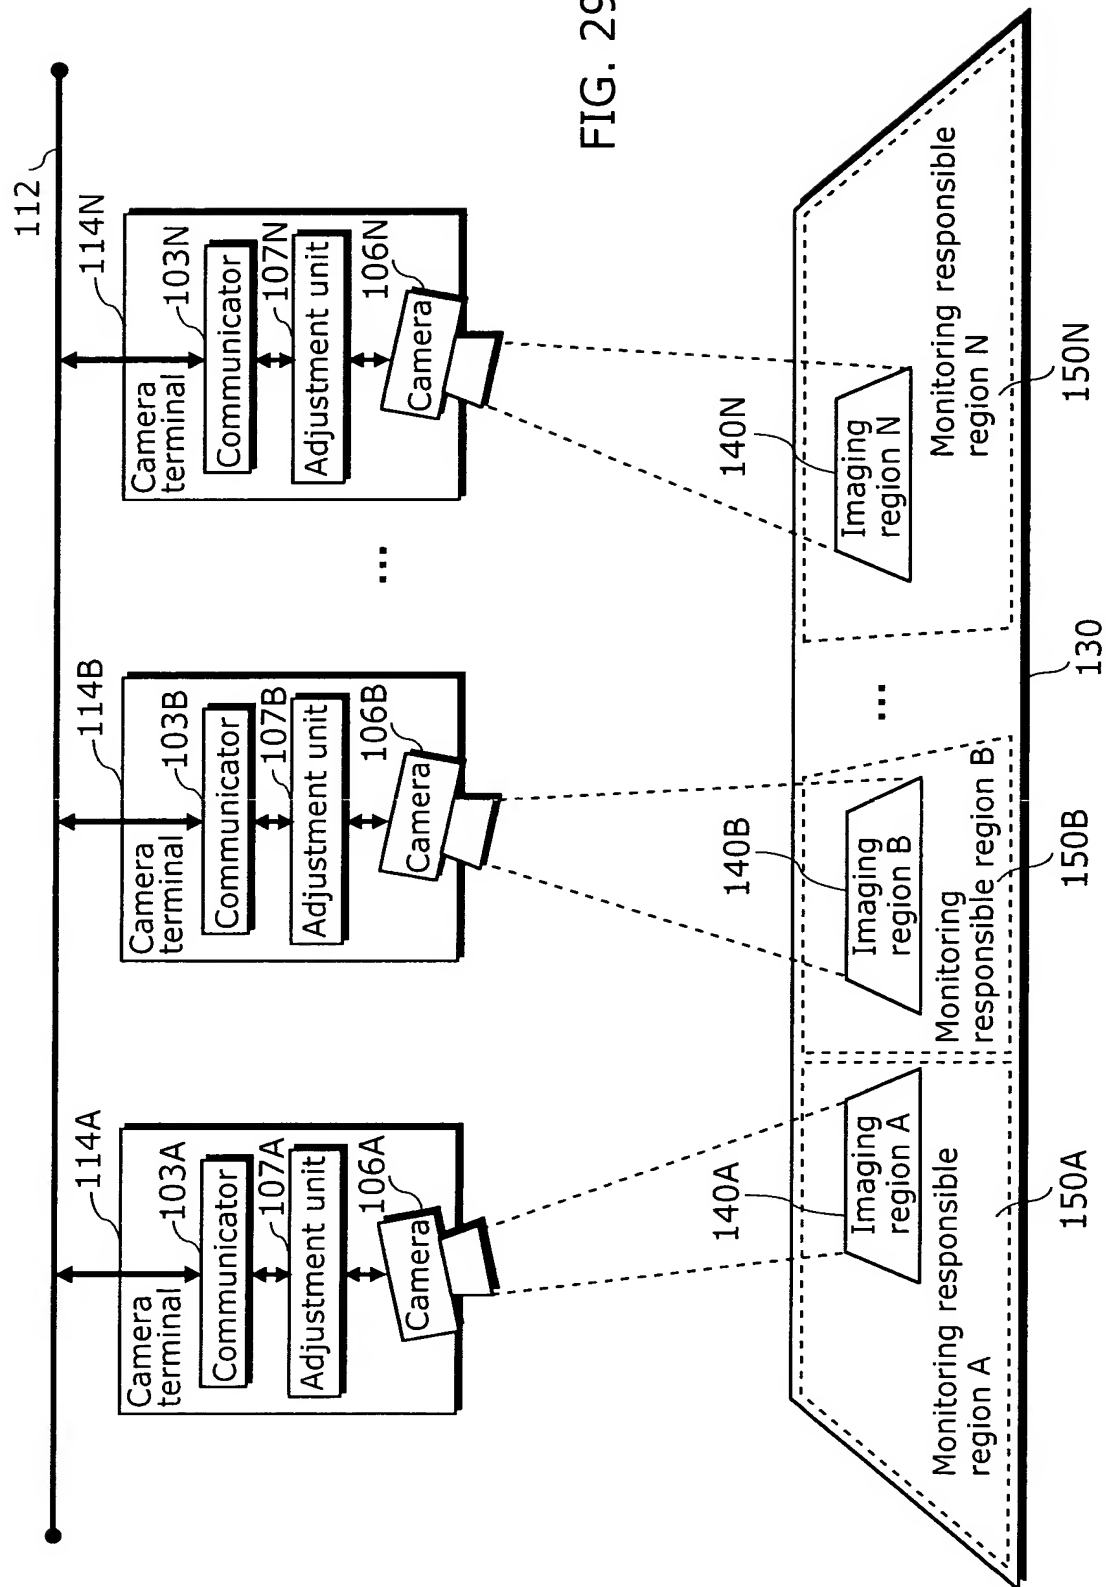 FIG. 29
112
114A
Camera
terminal
103A
Communicator
107A
Adjustment unit
106A
Camera
114B
Camera
terminal
103B
Communicator
107B
Adjustment unit
106B
Camera
...
114N
Camera
terminal
103N
Communicator
107N
Adjustment unit
106N
Camera
140A
Imaging
region A
Monitoring responsible
region A
150A
140B
Imaging
region B
Monitoring
responsible region B
150B
...
130
140N
Imaging
region N
Monitoring responsible
region N
150N